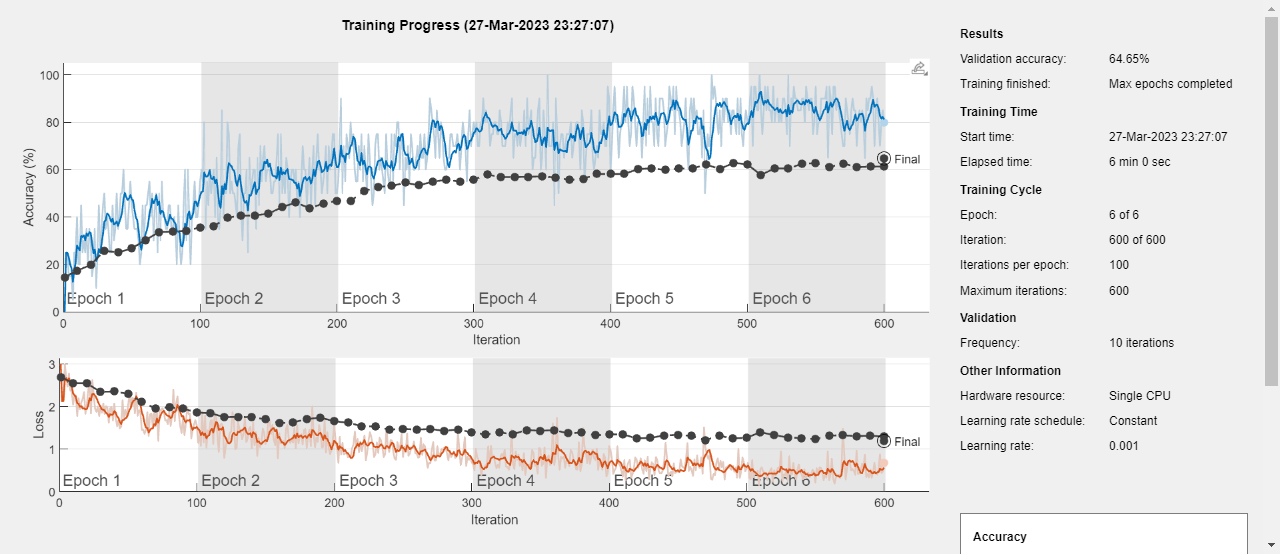 Training Progress (27-Mar-2023 23:27:07)
100
80
60
40
20
0
Accuracy (%)
Final
Epoch 1
Epoch 2
Epoch 3
Epoch 4
Epoch 5
Epoch 6
0
100
200
300
400
500
600
Iteration
3
2
1
0
Loss
Final
Epoch 1
Epoch 2
Epoch 3
Epoch 4
Epoch 5
Epoch 6
0
100
200
300
400
500
600
Iteration
Results
Validation accuracy: 64.65%
Training finished: Max epochs completed
Training Time
Start time: 27-Mar-2023 23:27:07
Elapsed time: 6 min 0 sec
Training Cycle
Epoch: 6 of 6
Iteration: 600 of 600
Iterations per epoch: 100
Maximum iterations: 600
Validation
Frequency: 10 iterations
Other Information
Hardware resource: Single CPU
Learning rate schedule: Constant
Learning rate: 0.001
Accuracy